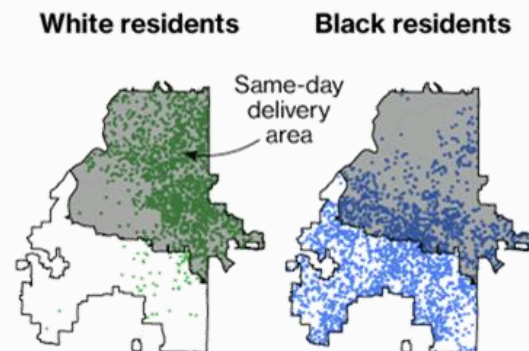 White residents
Black residents
Same-day
delivery
area